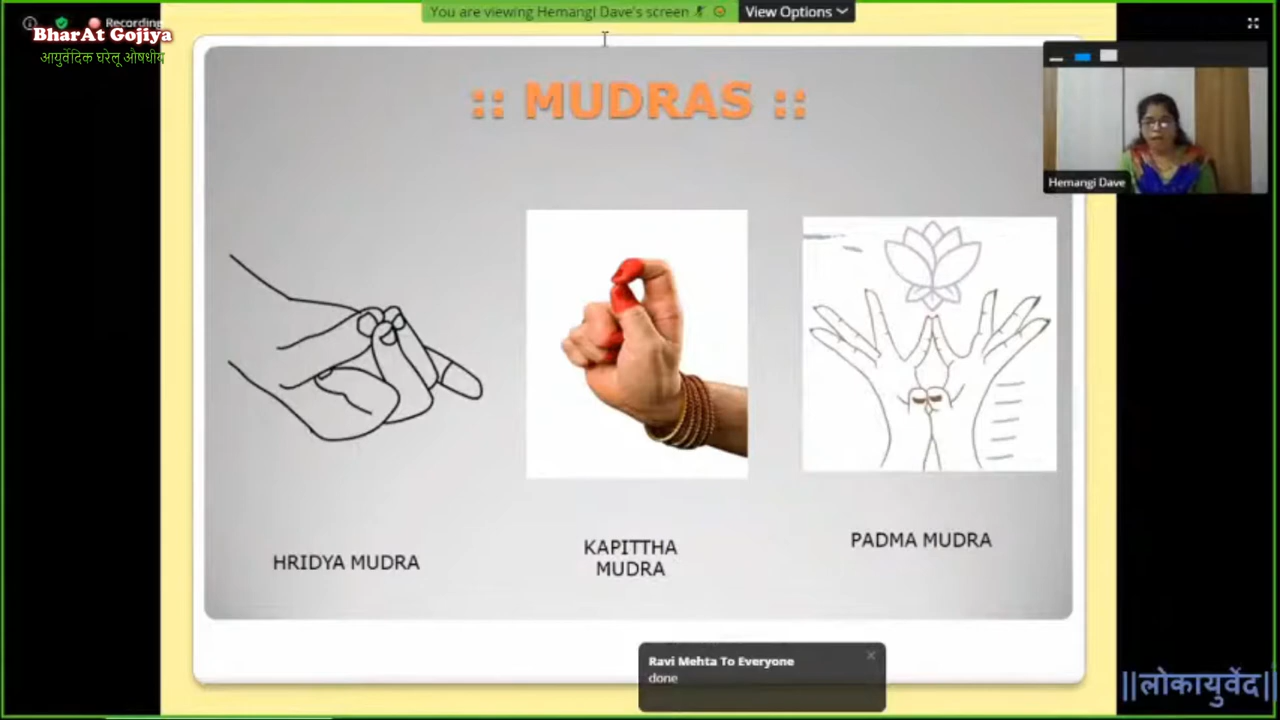 You are viewing Hemangi Dave's screen
View Options
Recording
BharAt Gojiya
आयुर्वेदिक घरेलू औषधीय
:: MUDRAS ::
Hemangi Dave
HRIDYA MUDRA
KAPITTHA
MUDRA
PADMA MUDRA
Ravi Mehta To Everyone
done
||लोकायुर्वेद||